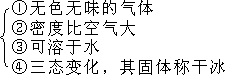 ①无色无味的气体
②密度比空气大
③可溶于水
④三态变化，其固体称干冰